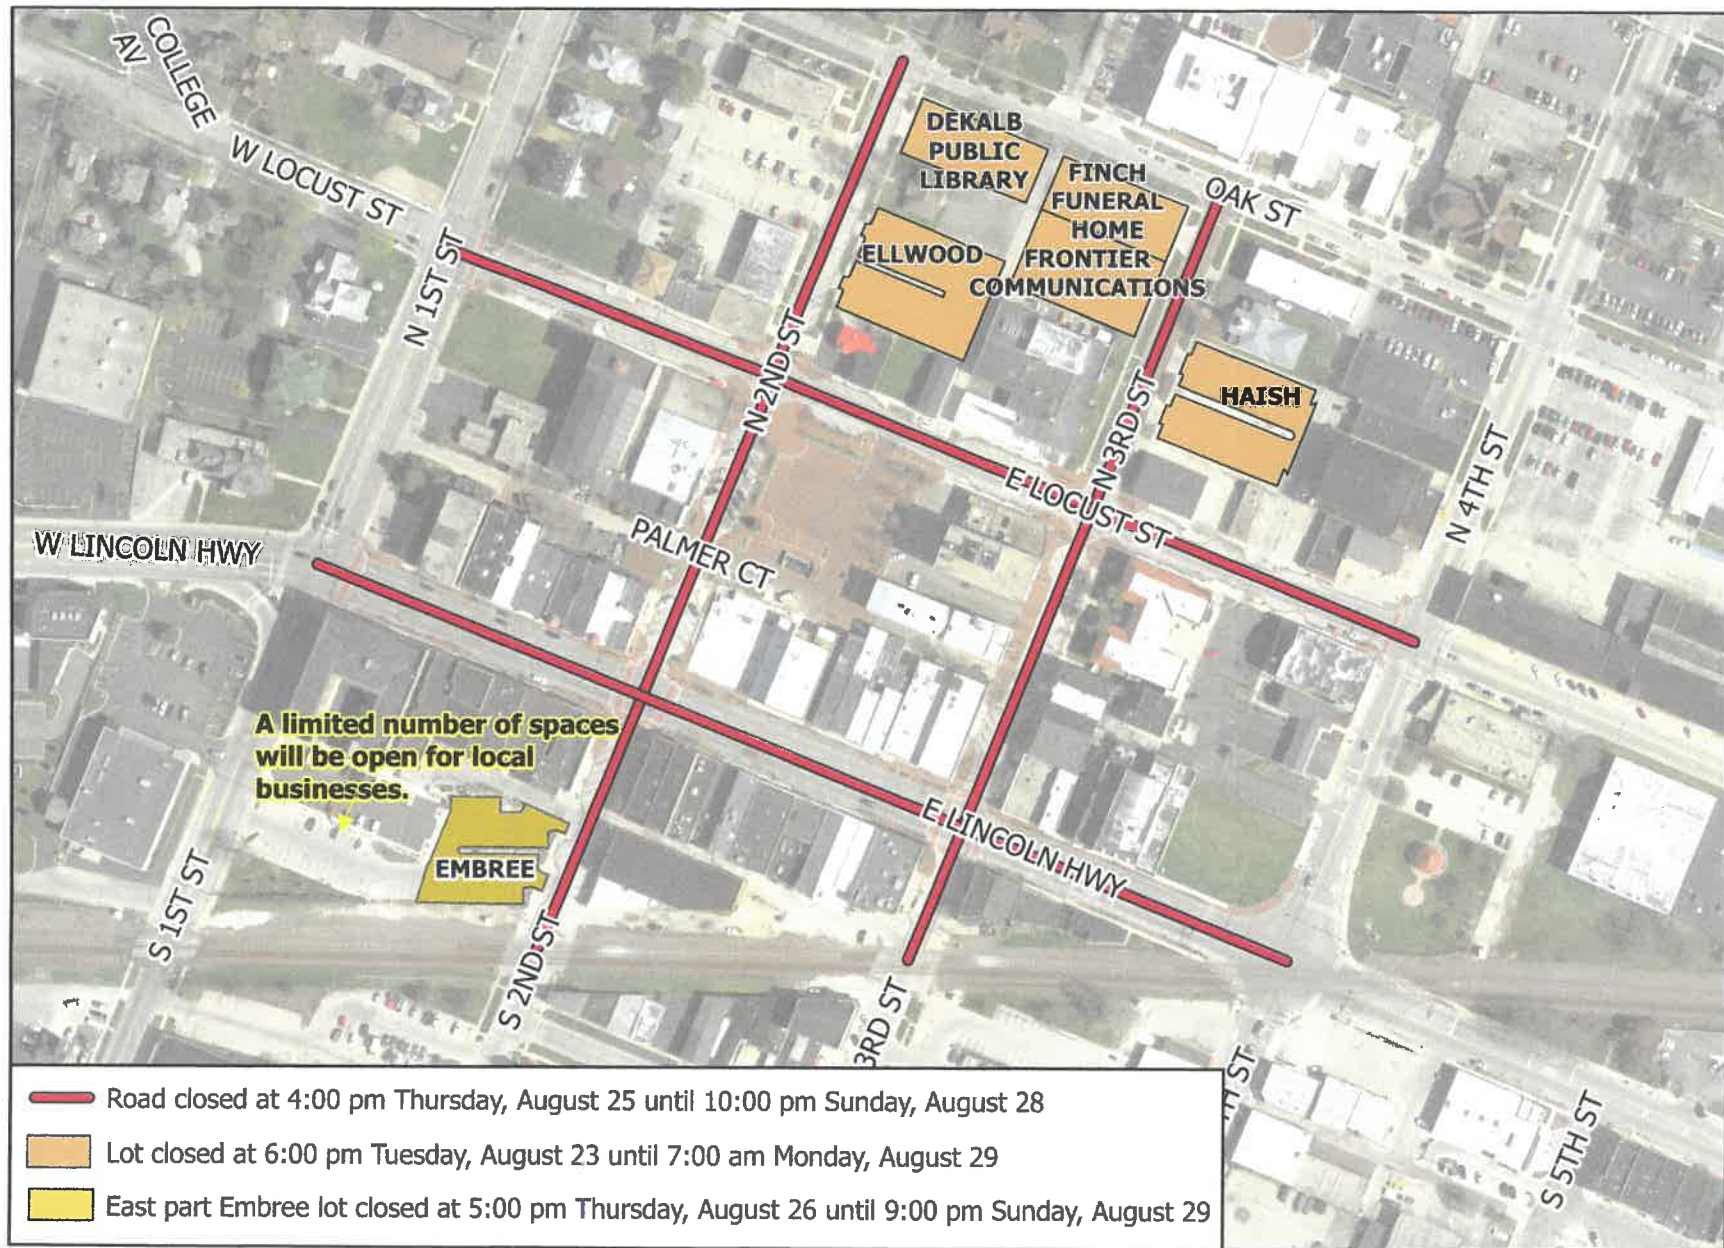 COLLEGE
AV
W LOCUST ST
N 1ST ST
DEKALB
PUBLIC
LIBRARY
FINCH
FUNERAL
HOME
FRONTIER
COMMUNICATIONS
OAK ST
ELLWOOD
N 2ND ST
HAISH
N 3RD ST
E LOCUST ST
N 4TH ST
W LINCOLN HWY
PALMER CT
A limited number of spaces
will be open for local
businesses.
EMBREE
E LINCOLN HWY
S 1ST ST
S 2ND ST
3RD ST
TH ST
S 5TH ST
Road closed at 4:00 pm Thursday, August 25 until 10:00 pm Sunday, August 28
Lot closed at 6:00 pm Tuesday, August 23 until 7:00 am Monday, August 29
East part Embree lot closed at 5:00 pm Thursday, August 26 until 9:00 pm Sunday, August 29